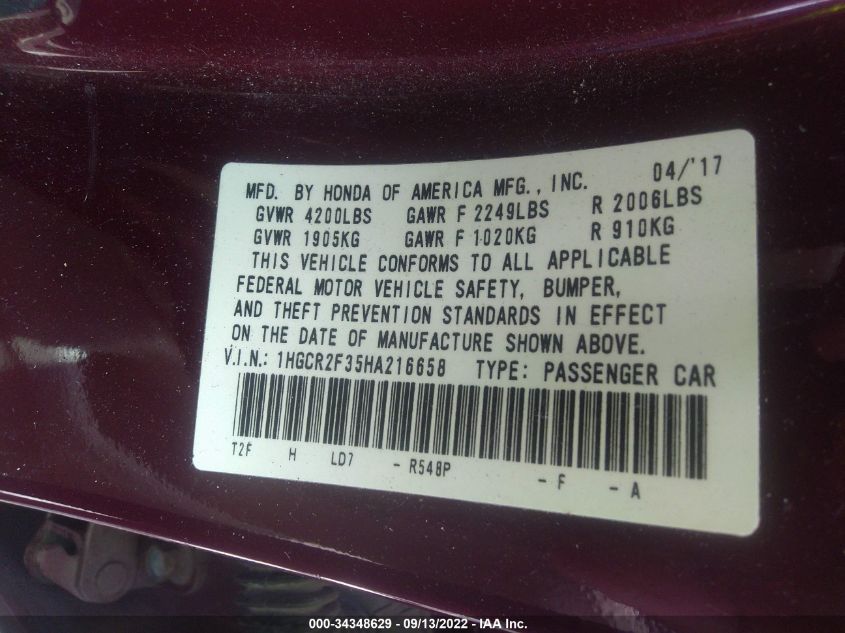 MFD. BY HONDA OF AMERICA MFG., INC. 04/'17
GVWR 4200LBS GAWR F 2249LBS R 2006LBS
GVWR 1905KG GAWR F 1020KG R 910KG
THIS VEHICLE CONFORMS TO ALL APPLICABLE
FEDERAL MOTOR VEHICLE SAFETY, BUMPER,
AND THEFT PREVENTION STANDARDS IN EFFECT
ON THE DATE OF MANUFACTURE SHOWN ABOVE.
V.I.N.: 1HGCR2F35HA216658 TYPE: PASSENGER CAR
T2F H LD7 - R548P - F - A
000-34348629 - 09/13/2022 - IAA Inc.